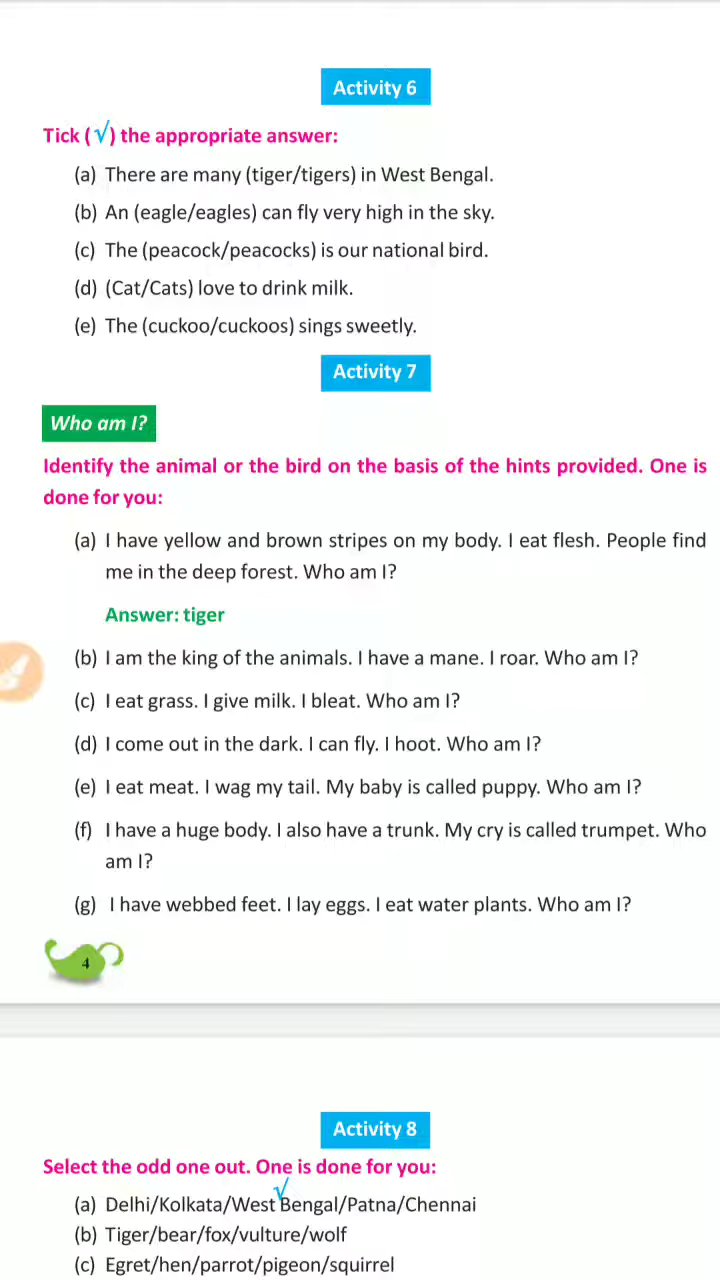 Activity 6
Tick (√) the appropriate answer:
(a) There are many (tiger/tigers) in West Bengal.
(b) An (eagle/eagles) can fly very high in the sky.
(c) The (peacock/peacocks) is our national bird.
(d) (Cat/Cats) love to drink milk.
(e) The (cuckoo/cuckoos) sings sweetly.
Activity 7
Who am I?
Identify the animal or the bird on the basis of the hints provided. One is
done for you:
(a) I have yellow and brown stripes on my body. I eat flesh. People find
me in the deep forest. Who am I?
Answer: tiger
(b) I am the king of the animals. I have a mane. I roar. Who am I?
(c) I eat grass. I give milk. I bleat. Who am I?
(d) I come out in the dark. I can fly. I hoot. Who am I?
(e) I eat meat. I wag my tail. My baby is called puppy. Who am I?
(f) I have a huge body. I also have a trunk. My cry is called trumpet. Who
am I?
(g) I have webbed feet. I lay eggs. I eat water plants. Who am I?
4
Activity 8
Select the odd one out. One is done for you:
√
(a) Delhi/Kolkata/West Bengal/Patna/Chennai
(b) Tiger/bear/fox/vulture/wolf
(c) Egret/hen/parrot/pigeon/squirrel